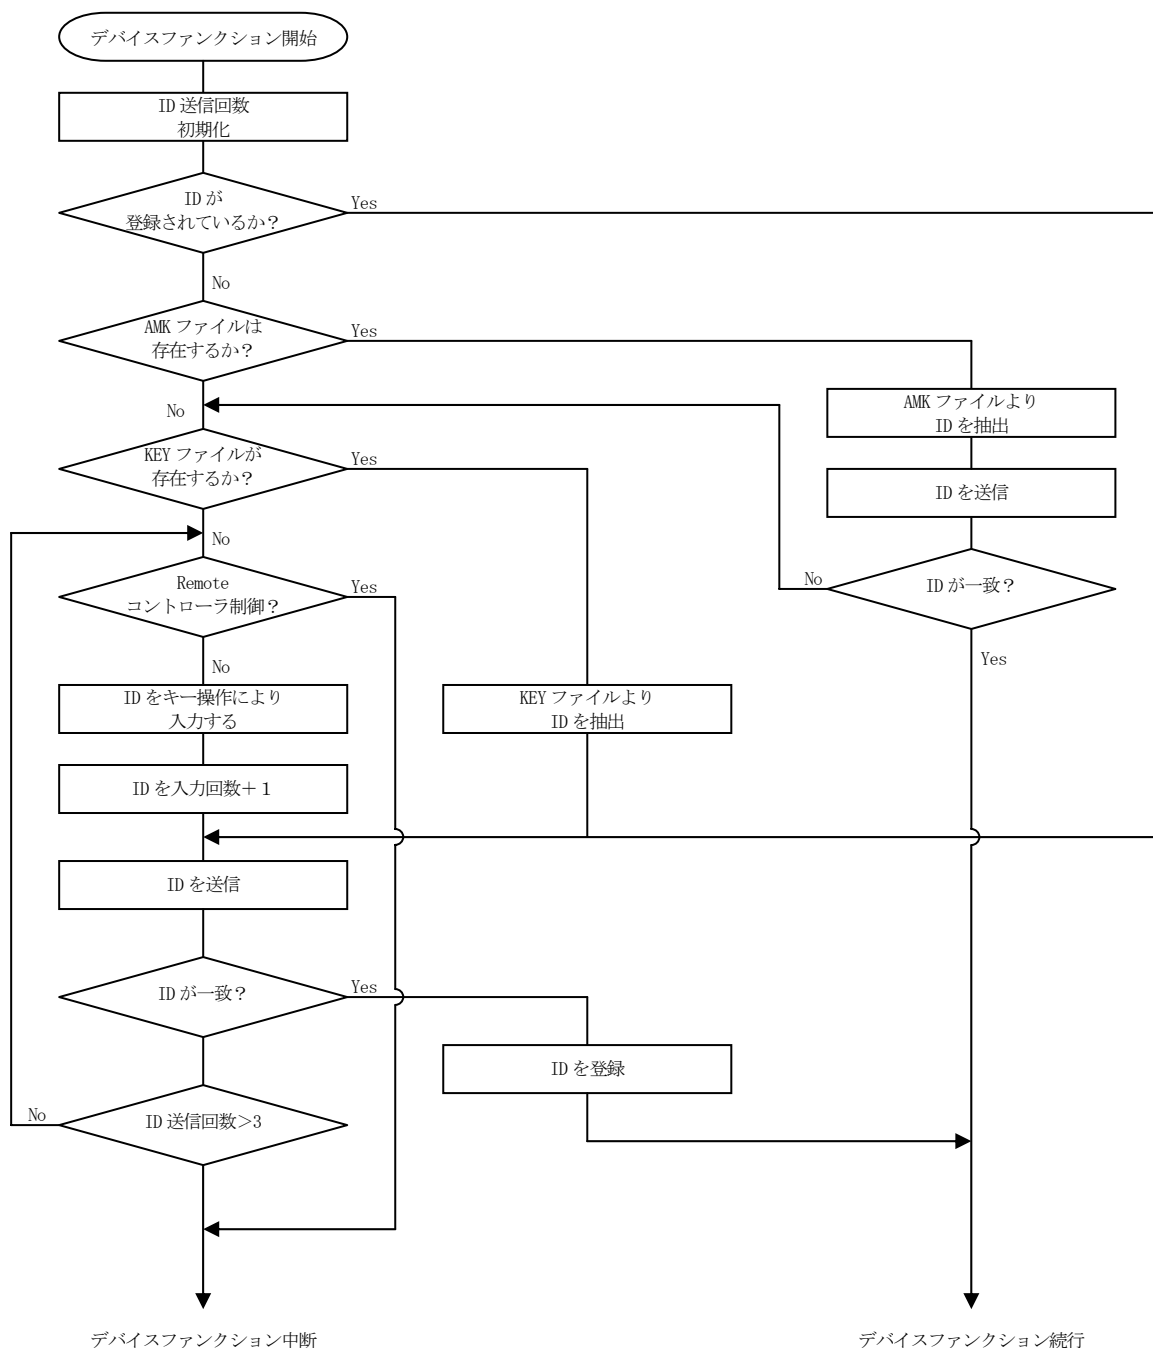 デバイスファンクション開始
ID 送信回数
初期化
ID が
登録されているか？
Yes
No
AMK ファイルは
存在するか？
Yes
No
AMK ファイルより
ID を抽出
KEY ファイルが
存在するか？
Yes
ID を送信
No
Remote
コントローラ制御？
Yes
No
ID が一致？
Yes
No
ID をキー操作により
入力する
KEY ファイルより
ID を抽出
ID を入力回数＋１
ID を送信
ID が一致？
Yes
ID を登録
No
ID 送信回数>3
デバイスファンクション中断
デバイスファンクション続行